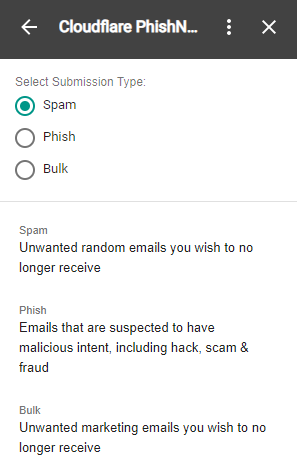 Cloudflare PhishN...
Select Submission Type:
Spam
Phish
Bulk
Spam
Unwanted random emails you wish to no
longer receive
Phish
Emails that are suspected to have
malicious intent, including hack, scam &
fraud
Bulk
Unwanted marketing emails you wish to no
longer receive